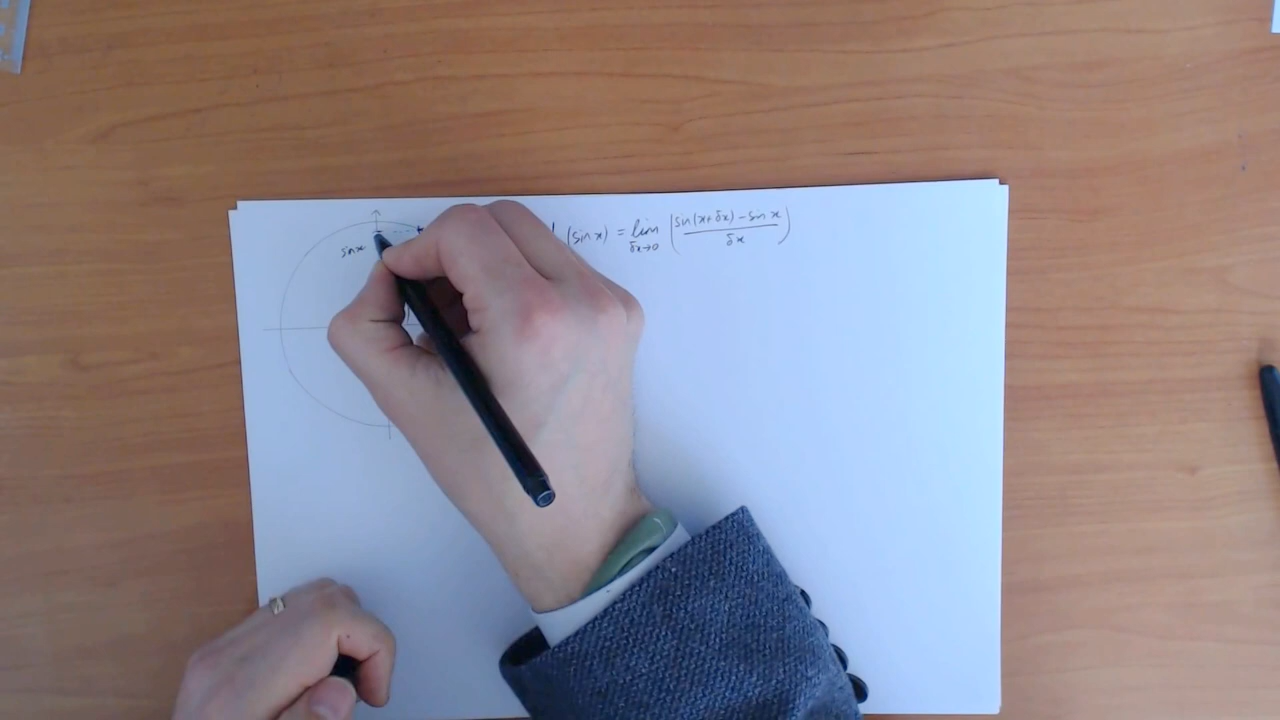 (sin x) = lim δx→0 (sin(x+δx) - sin x / δx)
sin x